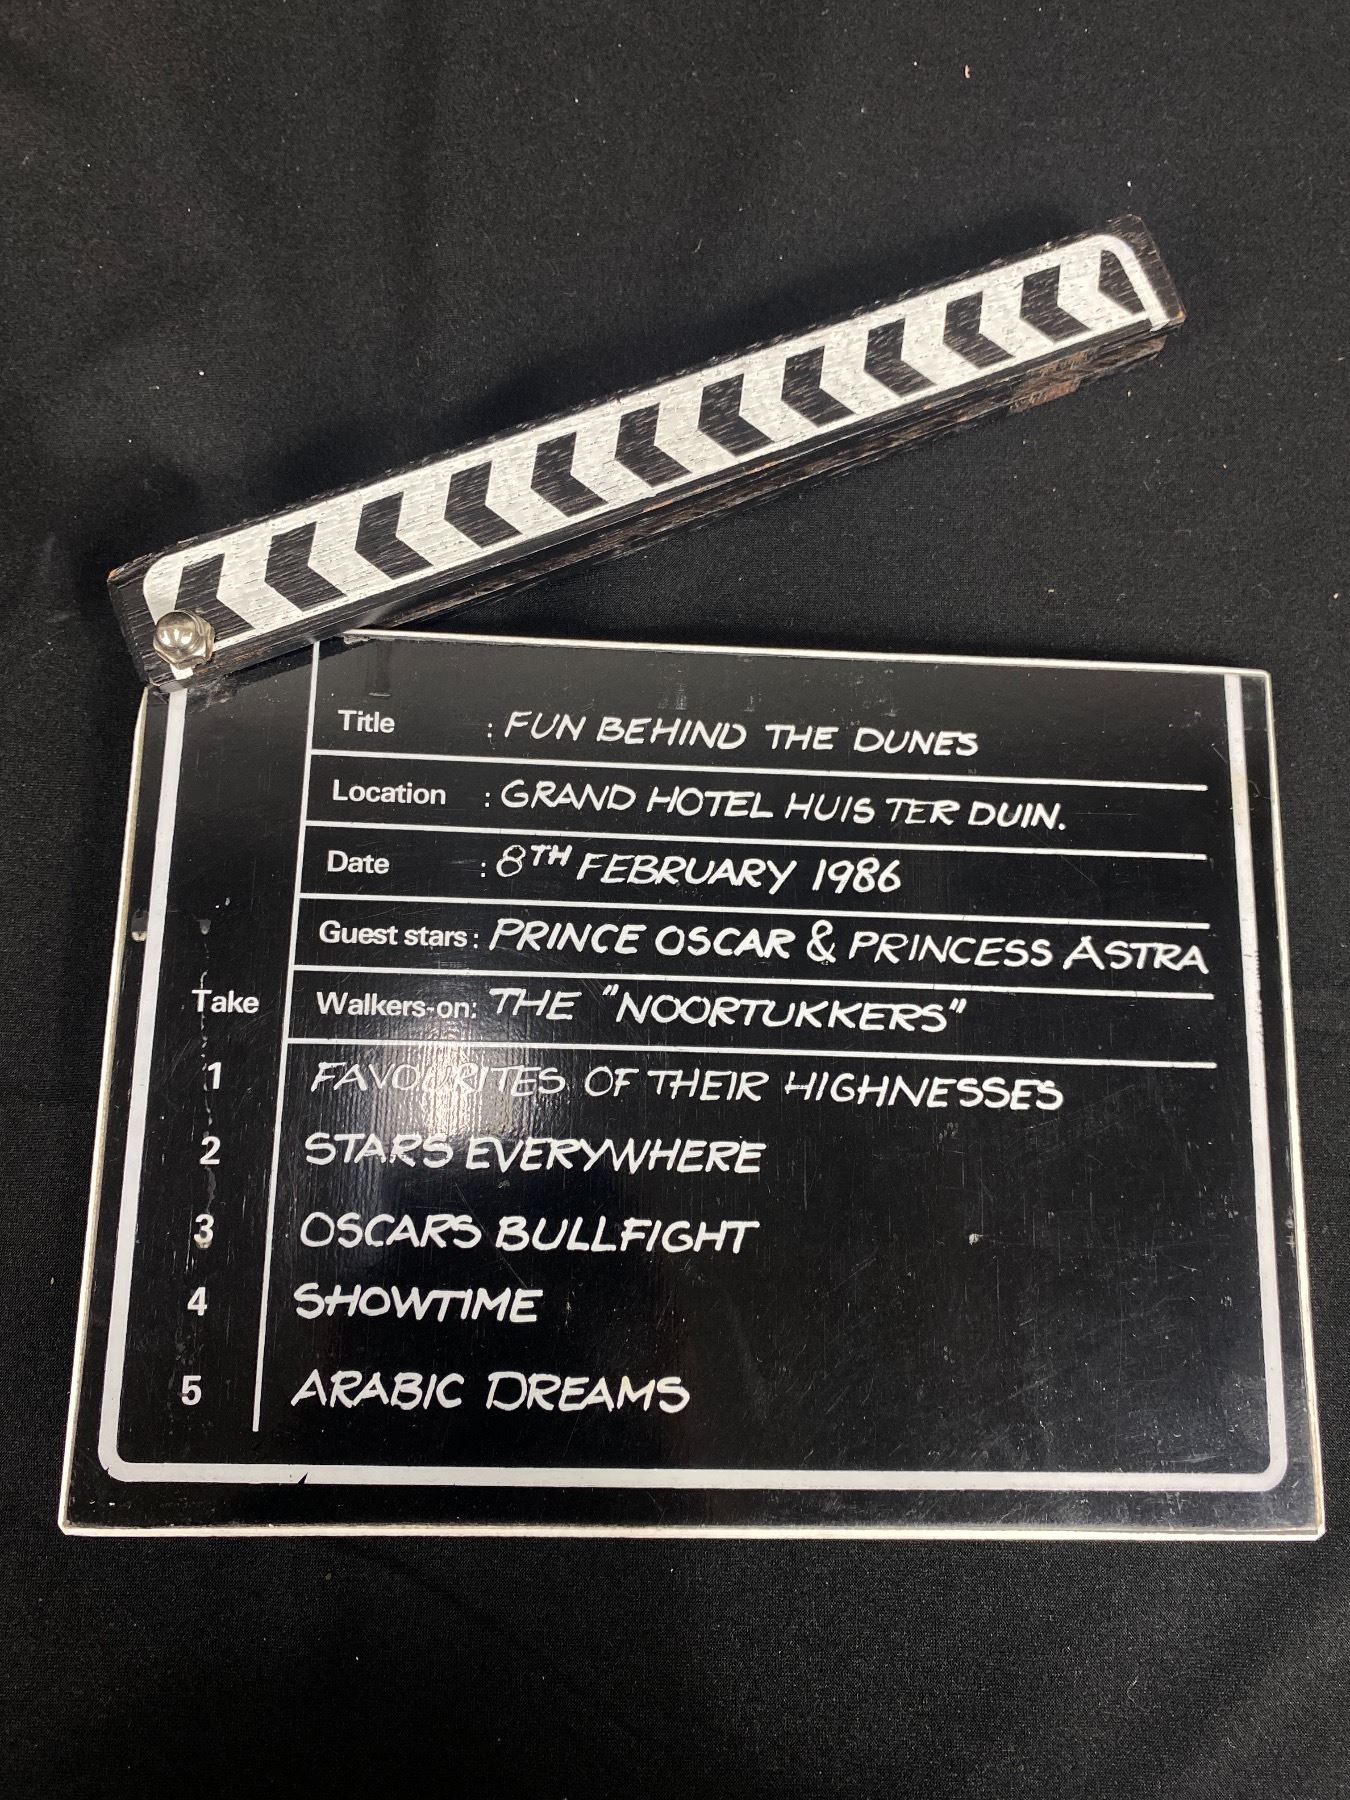 Title : FUN BEHIND THE DUNES
Location : GRAND HOTEL HUIS TER DUIN.
Date : 8TH FEBRUARY 1986
Guest stars : PRINCE OSCAR & PRINCESS ASTRA
Take Walkers-on: THE "NOORTUKKERS"
1 FAVOURITES OF THEIR HIGHNESSES
2 STARS EVERYWHERE
3 OSCARS BULLFIGHT
4 SHOWTIME
5 ARABIC DREAMS